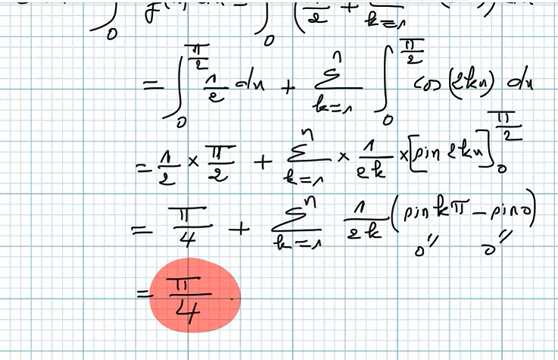 = ∫₀^{π/2} 1/2 dx + Σ_{k=1}^{n} ∫₀^{π/2} cos(2kx) dx
= 1/2 × π/2 + Σ_{k=1}^{n} × 1/2k × [sin 2kx]₀^{π/2}
= π/4 + Σ_{k=1}^{n} 1/2k (sin kπ − sin 0)
0" 0"
= π/4 .